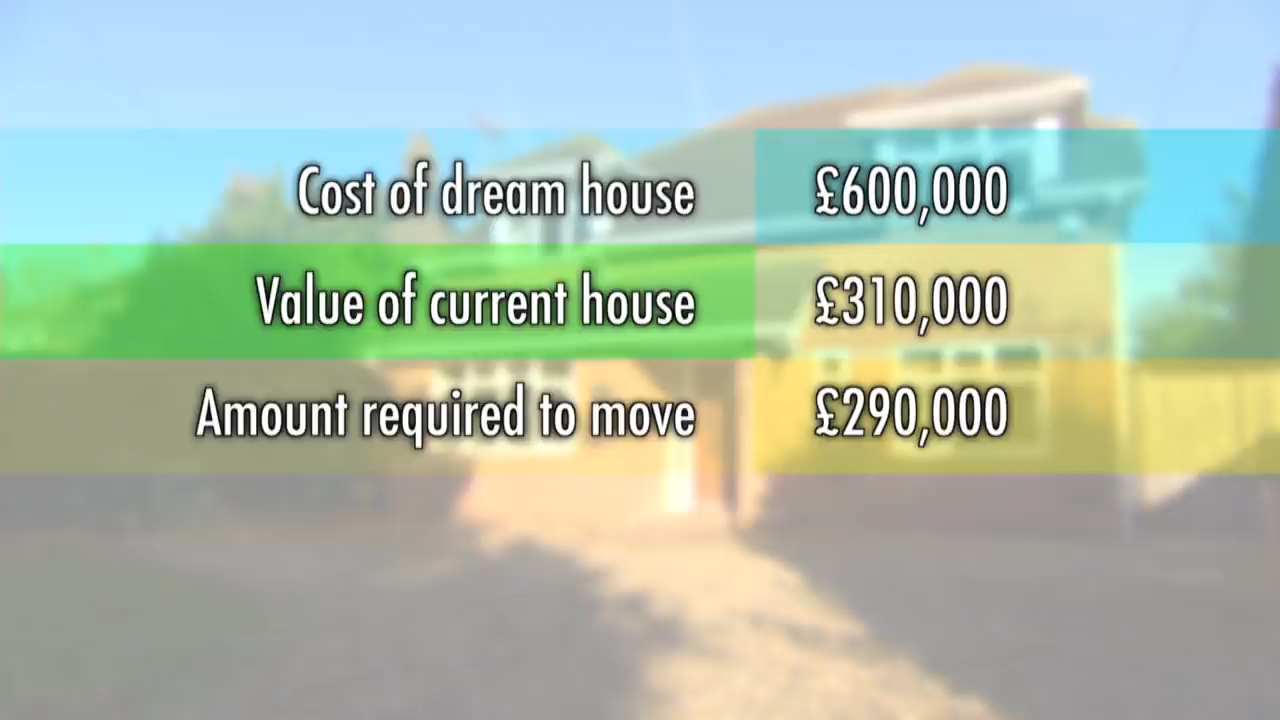 Cost of dream house £600,000
Value of current house £310,000
Amount required to move £290,000